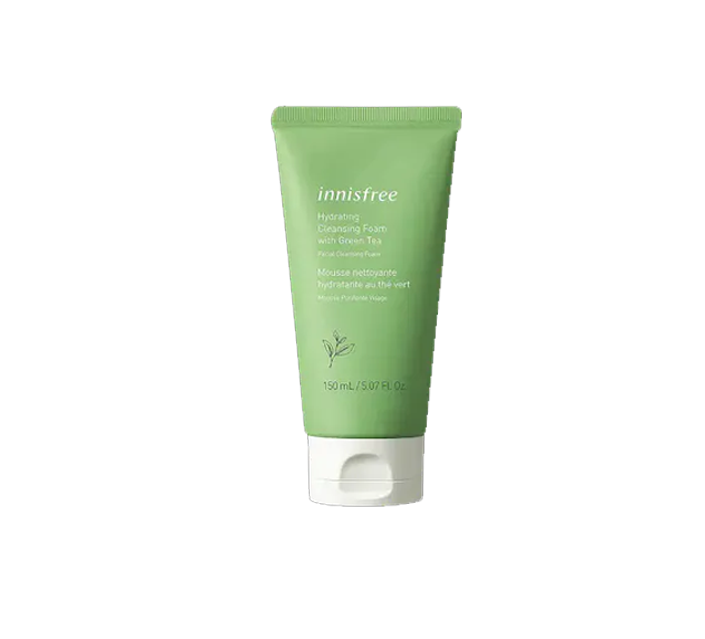 innisfree
Hydrating
Cleansing Foam
with Green Tea
Facial Cleansing Foam
Mousse nettoyante
hydratante au thé vert
Mousse Purifiante Visage
150 mL / 5.07 FL. Oz.